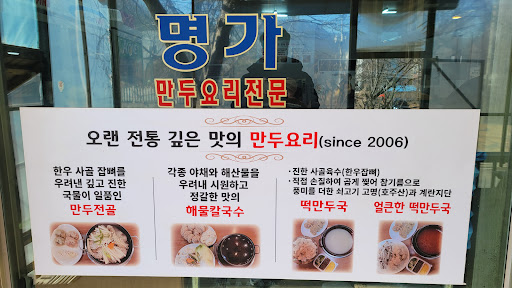 명가
만두요리전문
오랜 전통 깊은 맛의 만두요리(since 2006)
한우 사골 잡뼈를
우려낸 깊고 진한
국물이 일품인
만두전골
각종 야채와 해산물을
우려내 시원하고
정갈한 맛의
해물칼국수
·진한 사골육수(한우잡뼈)
·직접 손질하여 곱게 찢어 참기름으로
풍미를 더한 쇠고기 고명(호주산)과 계란지단
떡만두국
얼큰한 떡만두국